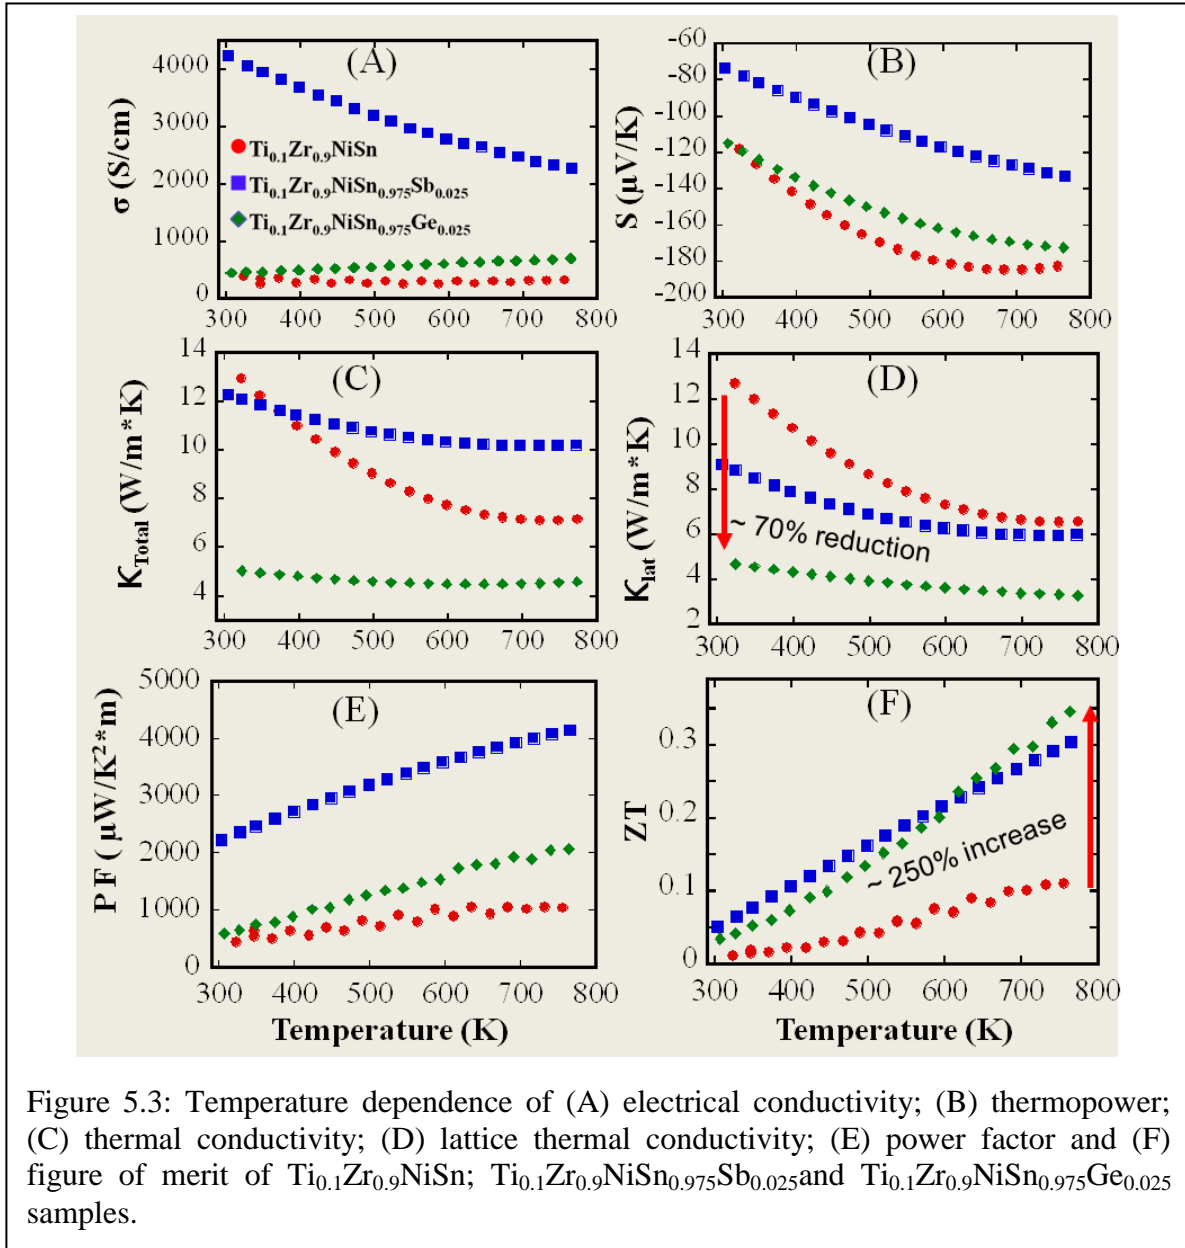 (A)
σ (S/cm)
4000
3000
2000
1000
0
Ti0.1Zr0.9NiSn
Ti0.1Zr0.9NiSn0.975Sb0.025
Ti0.1Zr0.9NiSn0.975Ge0.025
300 400 500 600 700 800
(B)
S (µV/K)
-60
-80
-100
-120
-140
-160
-180
-200
300 400 500 600 700 800
(C)
KTotal (W/m*K)
14
12
10
8
6
4
300 400 500 600 700 800
(D)
Klat (W/m*K)
14
12
10
8
6
4
2
~ 70% reduction
300 400 500 600 700 800
(E)
P F ( µW/K2*m)
5000
4000
3000
2000
1000
0
300 400 500 600 700 800
Temperature (K)
(F)
ZT
0.3
0.2
0.1
0
~ 250% increase
300 400 500 600 700 800
Temperature (K)
Figure 5.3: Temperature dependence of (A) electrical conductivity; (B) thermopower;
(C) thermal conductivity; (D) lattice thermal conductivity; (E) power factor and (F)
figure of merit of Ti0.1Zr0.9NiSn; Ti0.1Zr0.9NiSn0.975Sb0.025and Ti0.1Zr0.9NiSn0.975Ge0.025
samples.